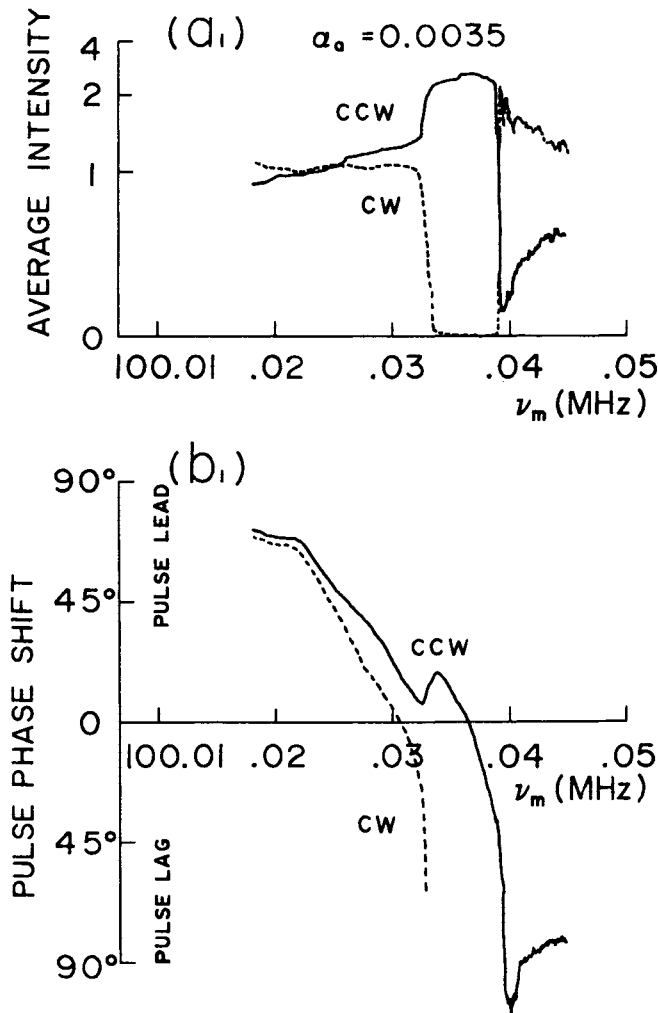 (a₁) αₐ = 0.0035
AVERAGE INTENSITY
4
2
1
0
CCW
CW
100.01 .02 .03 .04 .05
νₘ (MHz)
(b₁)
PULSE PHASE SHIFT
90°
45°
0
45°
90°
PULSE LEAD
PULSE LAG
CCW
CW
100.01 .02 .03 .04 .05
νₘ (MHz)